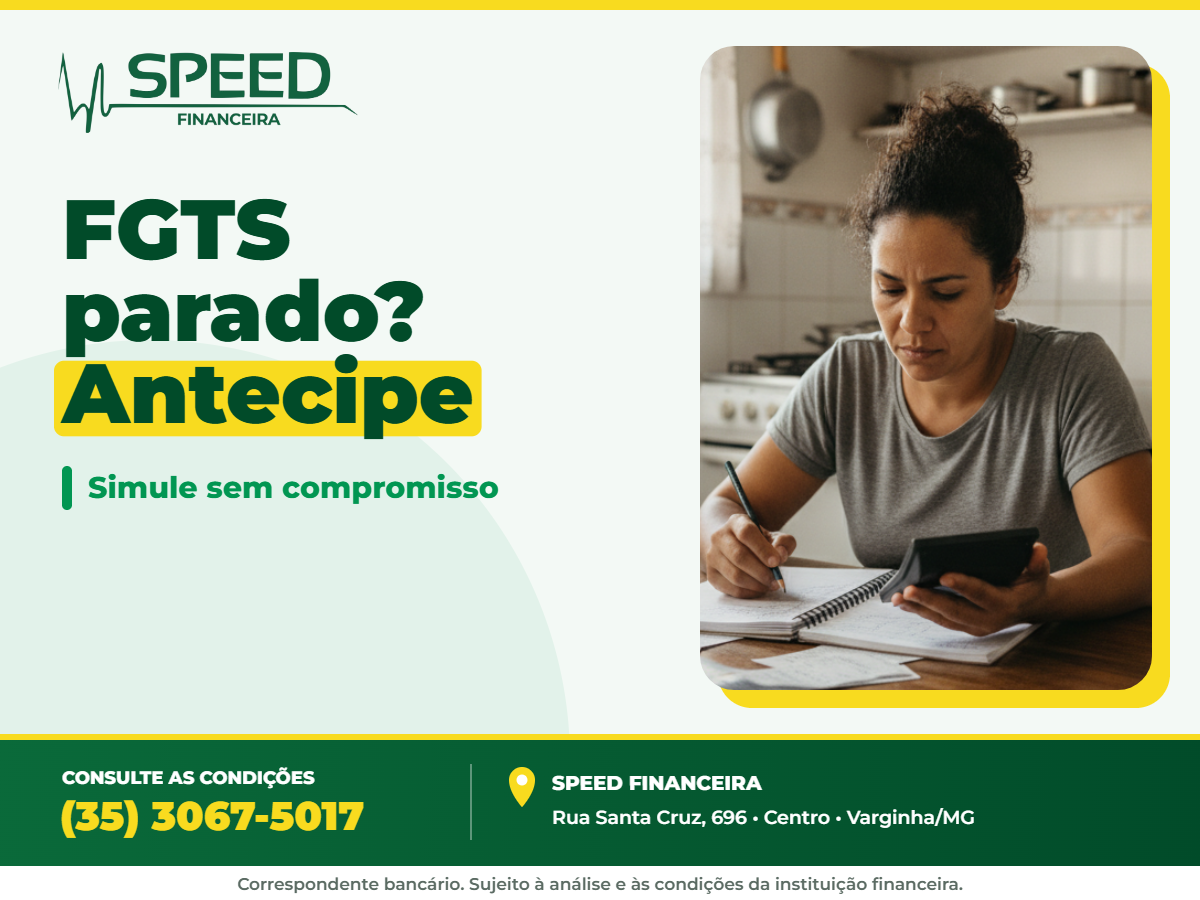 SPEED
FINANCEIRA
FGTS
parado?
Antecipe
Simule sem compromisso
CONSULTE AS CONDIÇÕES
(35) 3067-5017
SPEED FINANCEIRA
Rua Santa Cruz, 696 • Centro • Varginha/MG
Correspondente bancário. Sujeito à análise e às condições da instituição financeira.